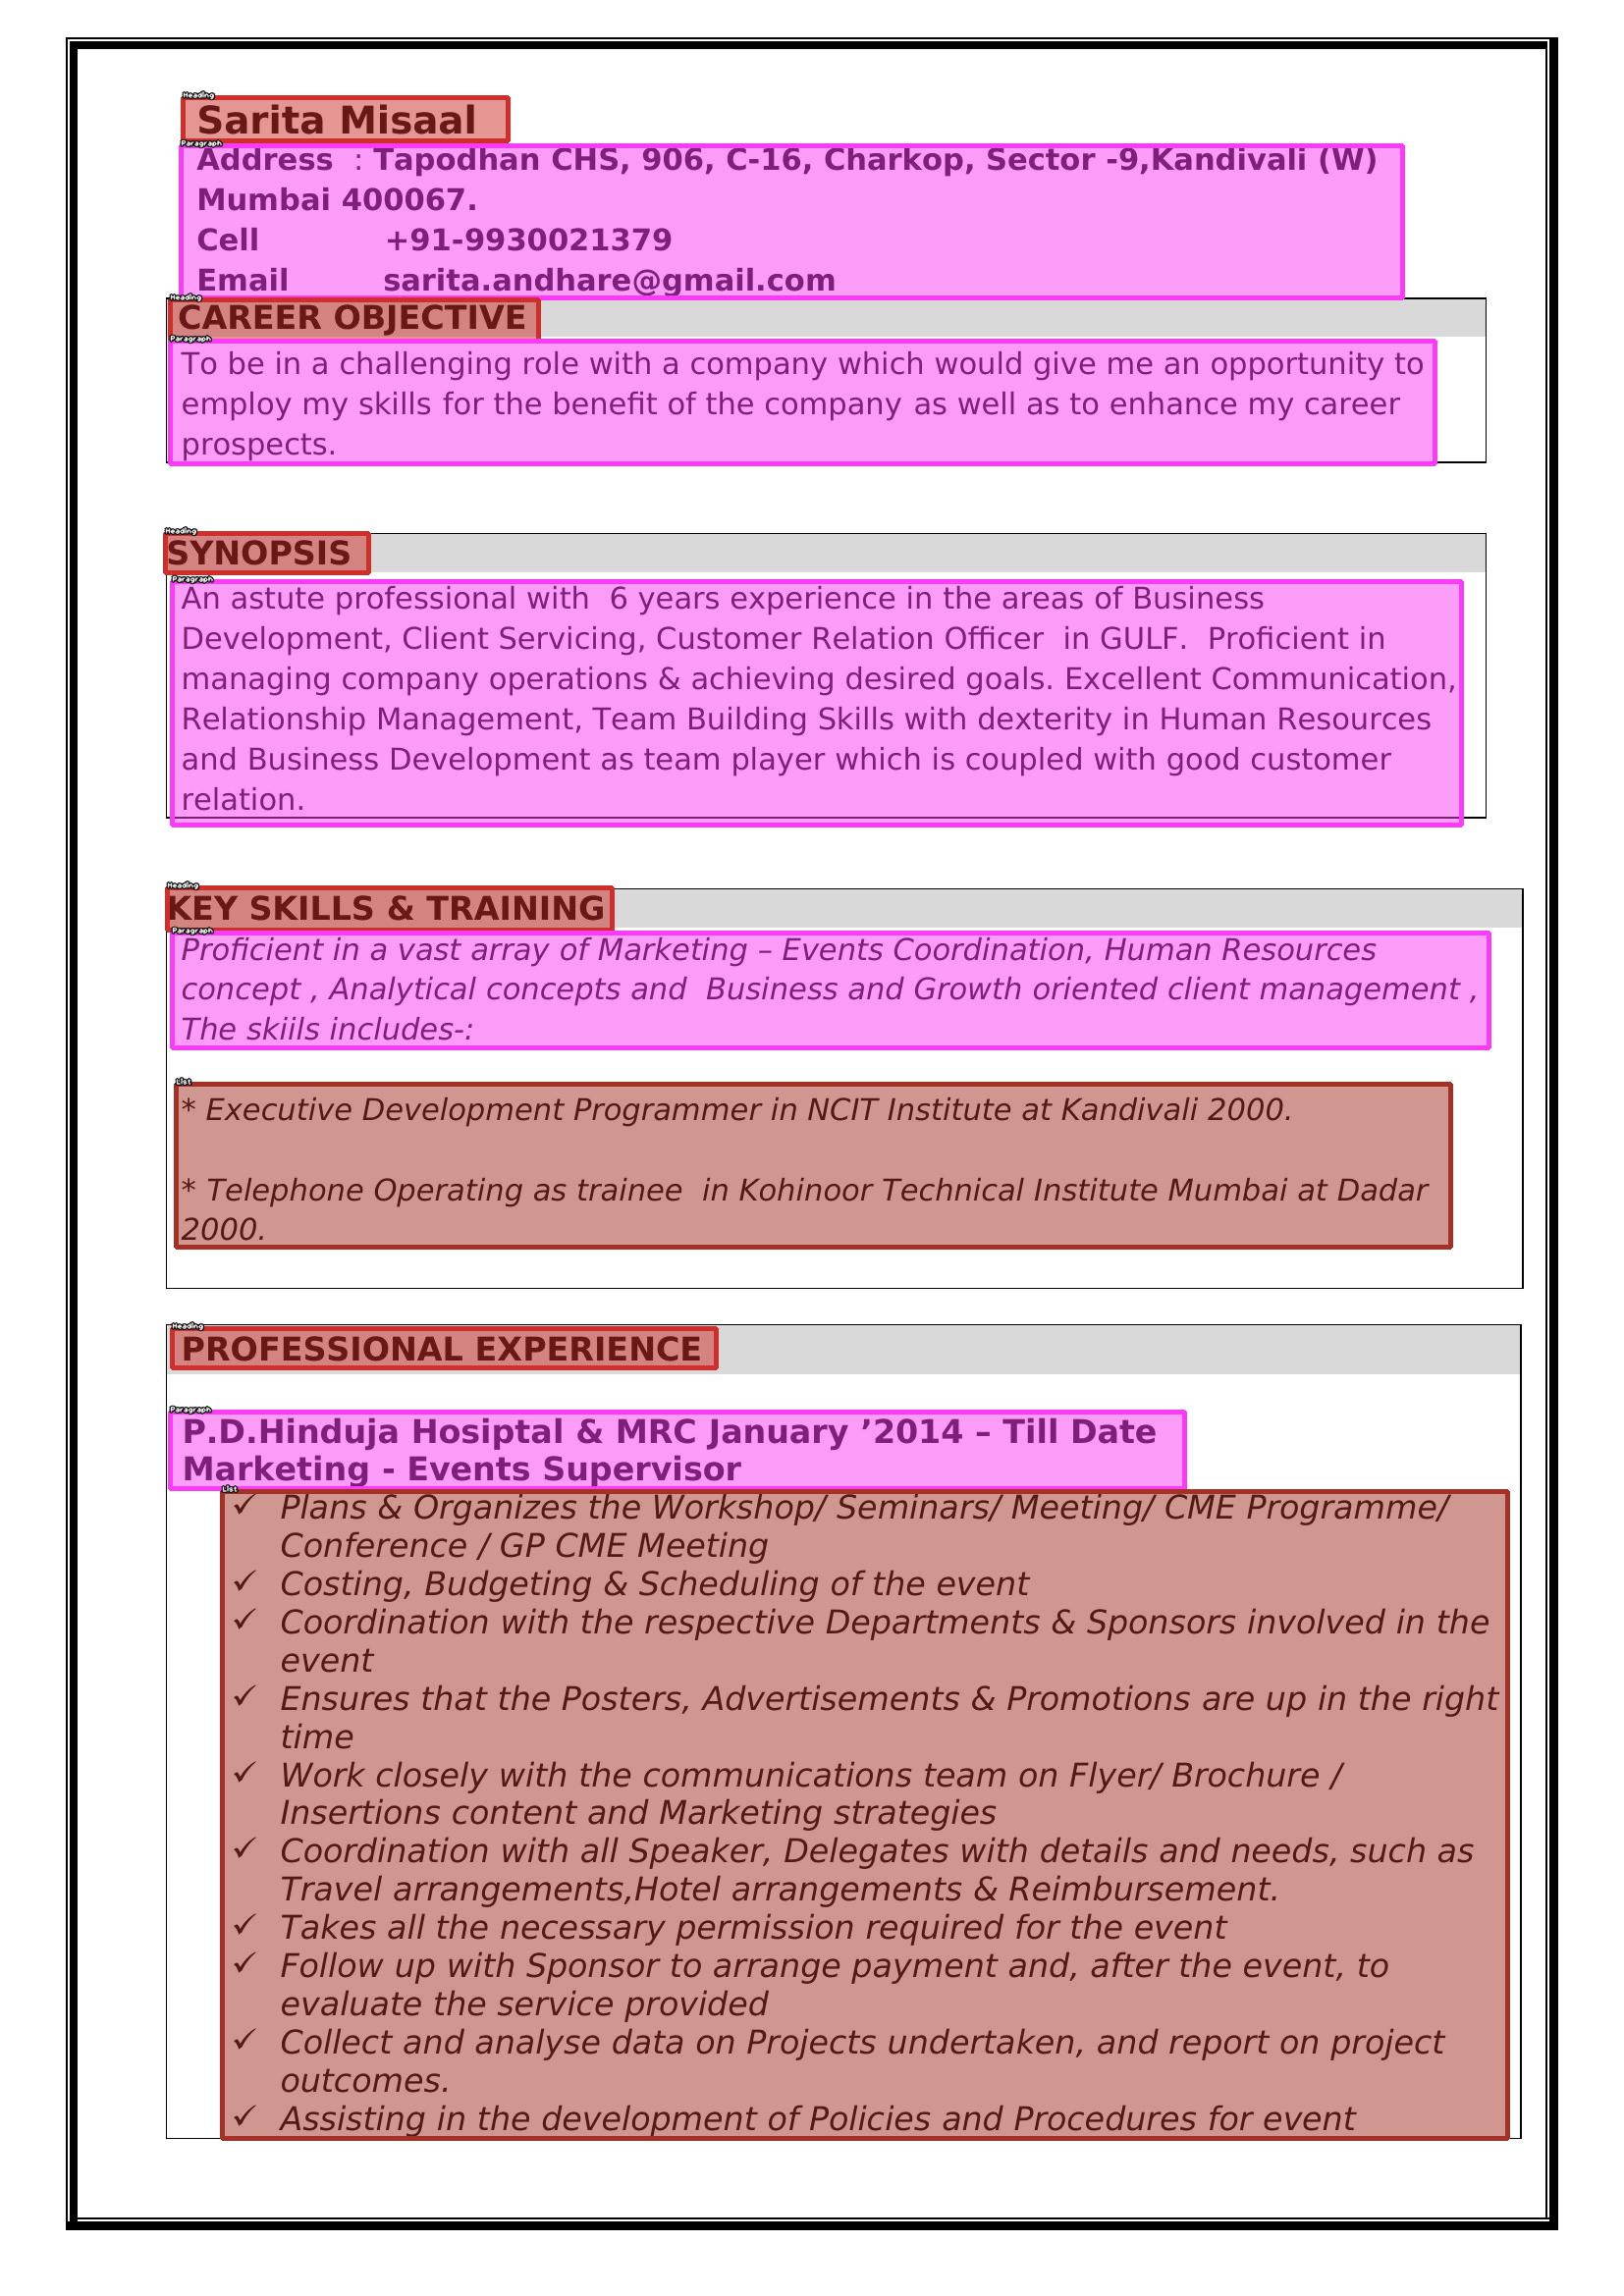 Heading
Sarita Misaal
Paragraph
Address : Tapodhan CHS, 906, C-16, Charkop, Sector -9,Kandivali (W)
Mumbai 400067.
Cell +91-9930021379
Email sarita.andhare@gmail.com
Heading
CAREER OBJECTIVE
Paragraph
To be in a challenging role with a company which would give me an opportunity to
employ my skills for the benefit of the company as well as to enhance my career
prospects.
Heading
SYNOPSIS
Paragraph
An astute professional with 6 years experience in the areas of Business
Development, Client Servicing, Customer Relation Officer in GULF. Proficient in
managing company operations & achieving desired goals. Excellent Communication,
Relationship Management, Team Building Skills with dexterity in Human Resources
and Business Development as team player which is coupled with good customer
relation.
Heading
KEY SKILLS & TRAINING
Paragraph
Proficient in a vast array of Marketing – Events Coordination, Human Resources
concept , Analytical concepts and Business and Growth oriented client management ,
The skiils includes-:
List
* Executive Development Programmer in NCIT Institute at Kandivali 2000.
* Telephone Operating as trainee in Kohinoor Technical Institute Mumbai at Dadar
2000.
Heading
PROFESSIONAL EXPERIENCE
Paragraph
P.D.Hinduja Hosiptal & MRC January ’2014 – Till Date
Marketing - Events Supervisor
List
✓ Plans & Organizes the Workshop/ Seminars/ Meeting/ CME Programme/
Conference / GP CME Meeting
✓ Costing, Budgeting & Scheduling of the event
✓ Coordination with the respective Departments & Sponsors involved in the
event
✓ Ensures that the Posters, Advertisements & Promotions are up in the right
time
✓ Work closely with the communications team on Flyer/ Brochure /
Insertions content and Marketing strategies
✓ Coordination with all Speaker, Delegates with details and needs, such as
Travel arrangements,Hotel arrangements & Reimbursement.
✓ Takes all the necessary permission required for the event
✓ Follow up with Sponsor to arrange payment and, after the event, to
evaluate the service provided
✓ Collect and analyse data on Projects undertaken, and report on project
outcomes.
✓ Assisting in the development of Policies and Procedures for event